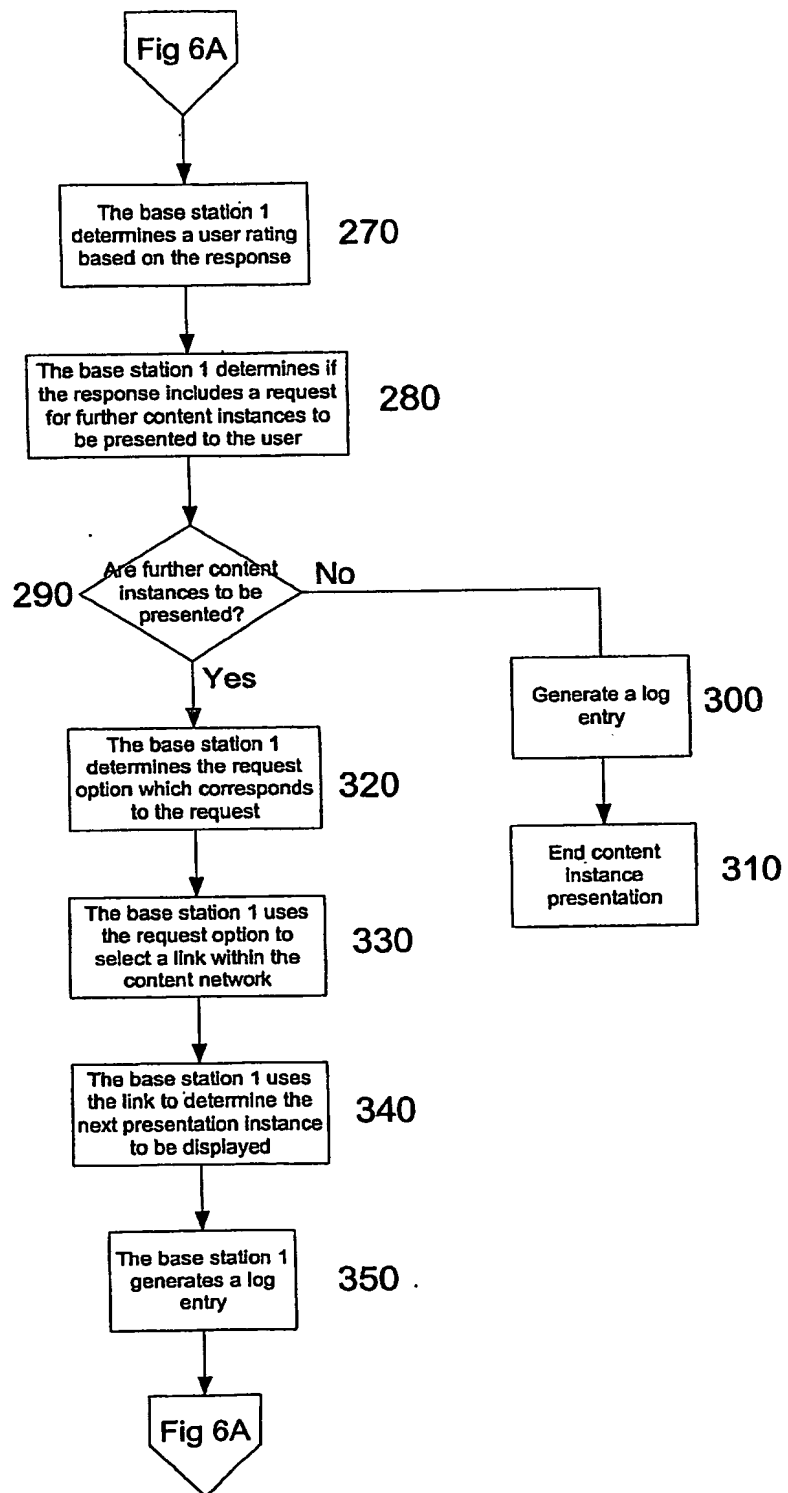 Fig 6A
The base station 1
determines a user rating
based on the response
270
The base station 1 determines if
the response includes a request
for further content instances to
be presented to the user
280
Are further content
instances to be
presented?
290
No
Yes
Generate a log
entry
300
End content
instance
presentation
310
The base station 1
determines the request
option which corresponds
to the request
320
The base station 1 uses
the request option to
select a link within the
content network
330
The base station 1 uses
the link to determine the
next presentation instance
to be displayed
340
The base station 1
generates a log
entry
350
Fig 6A